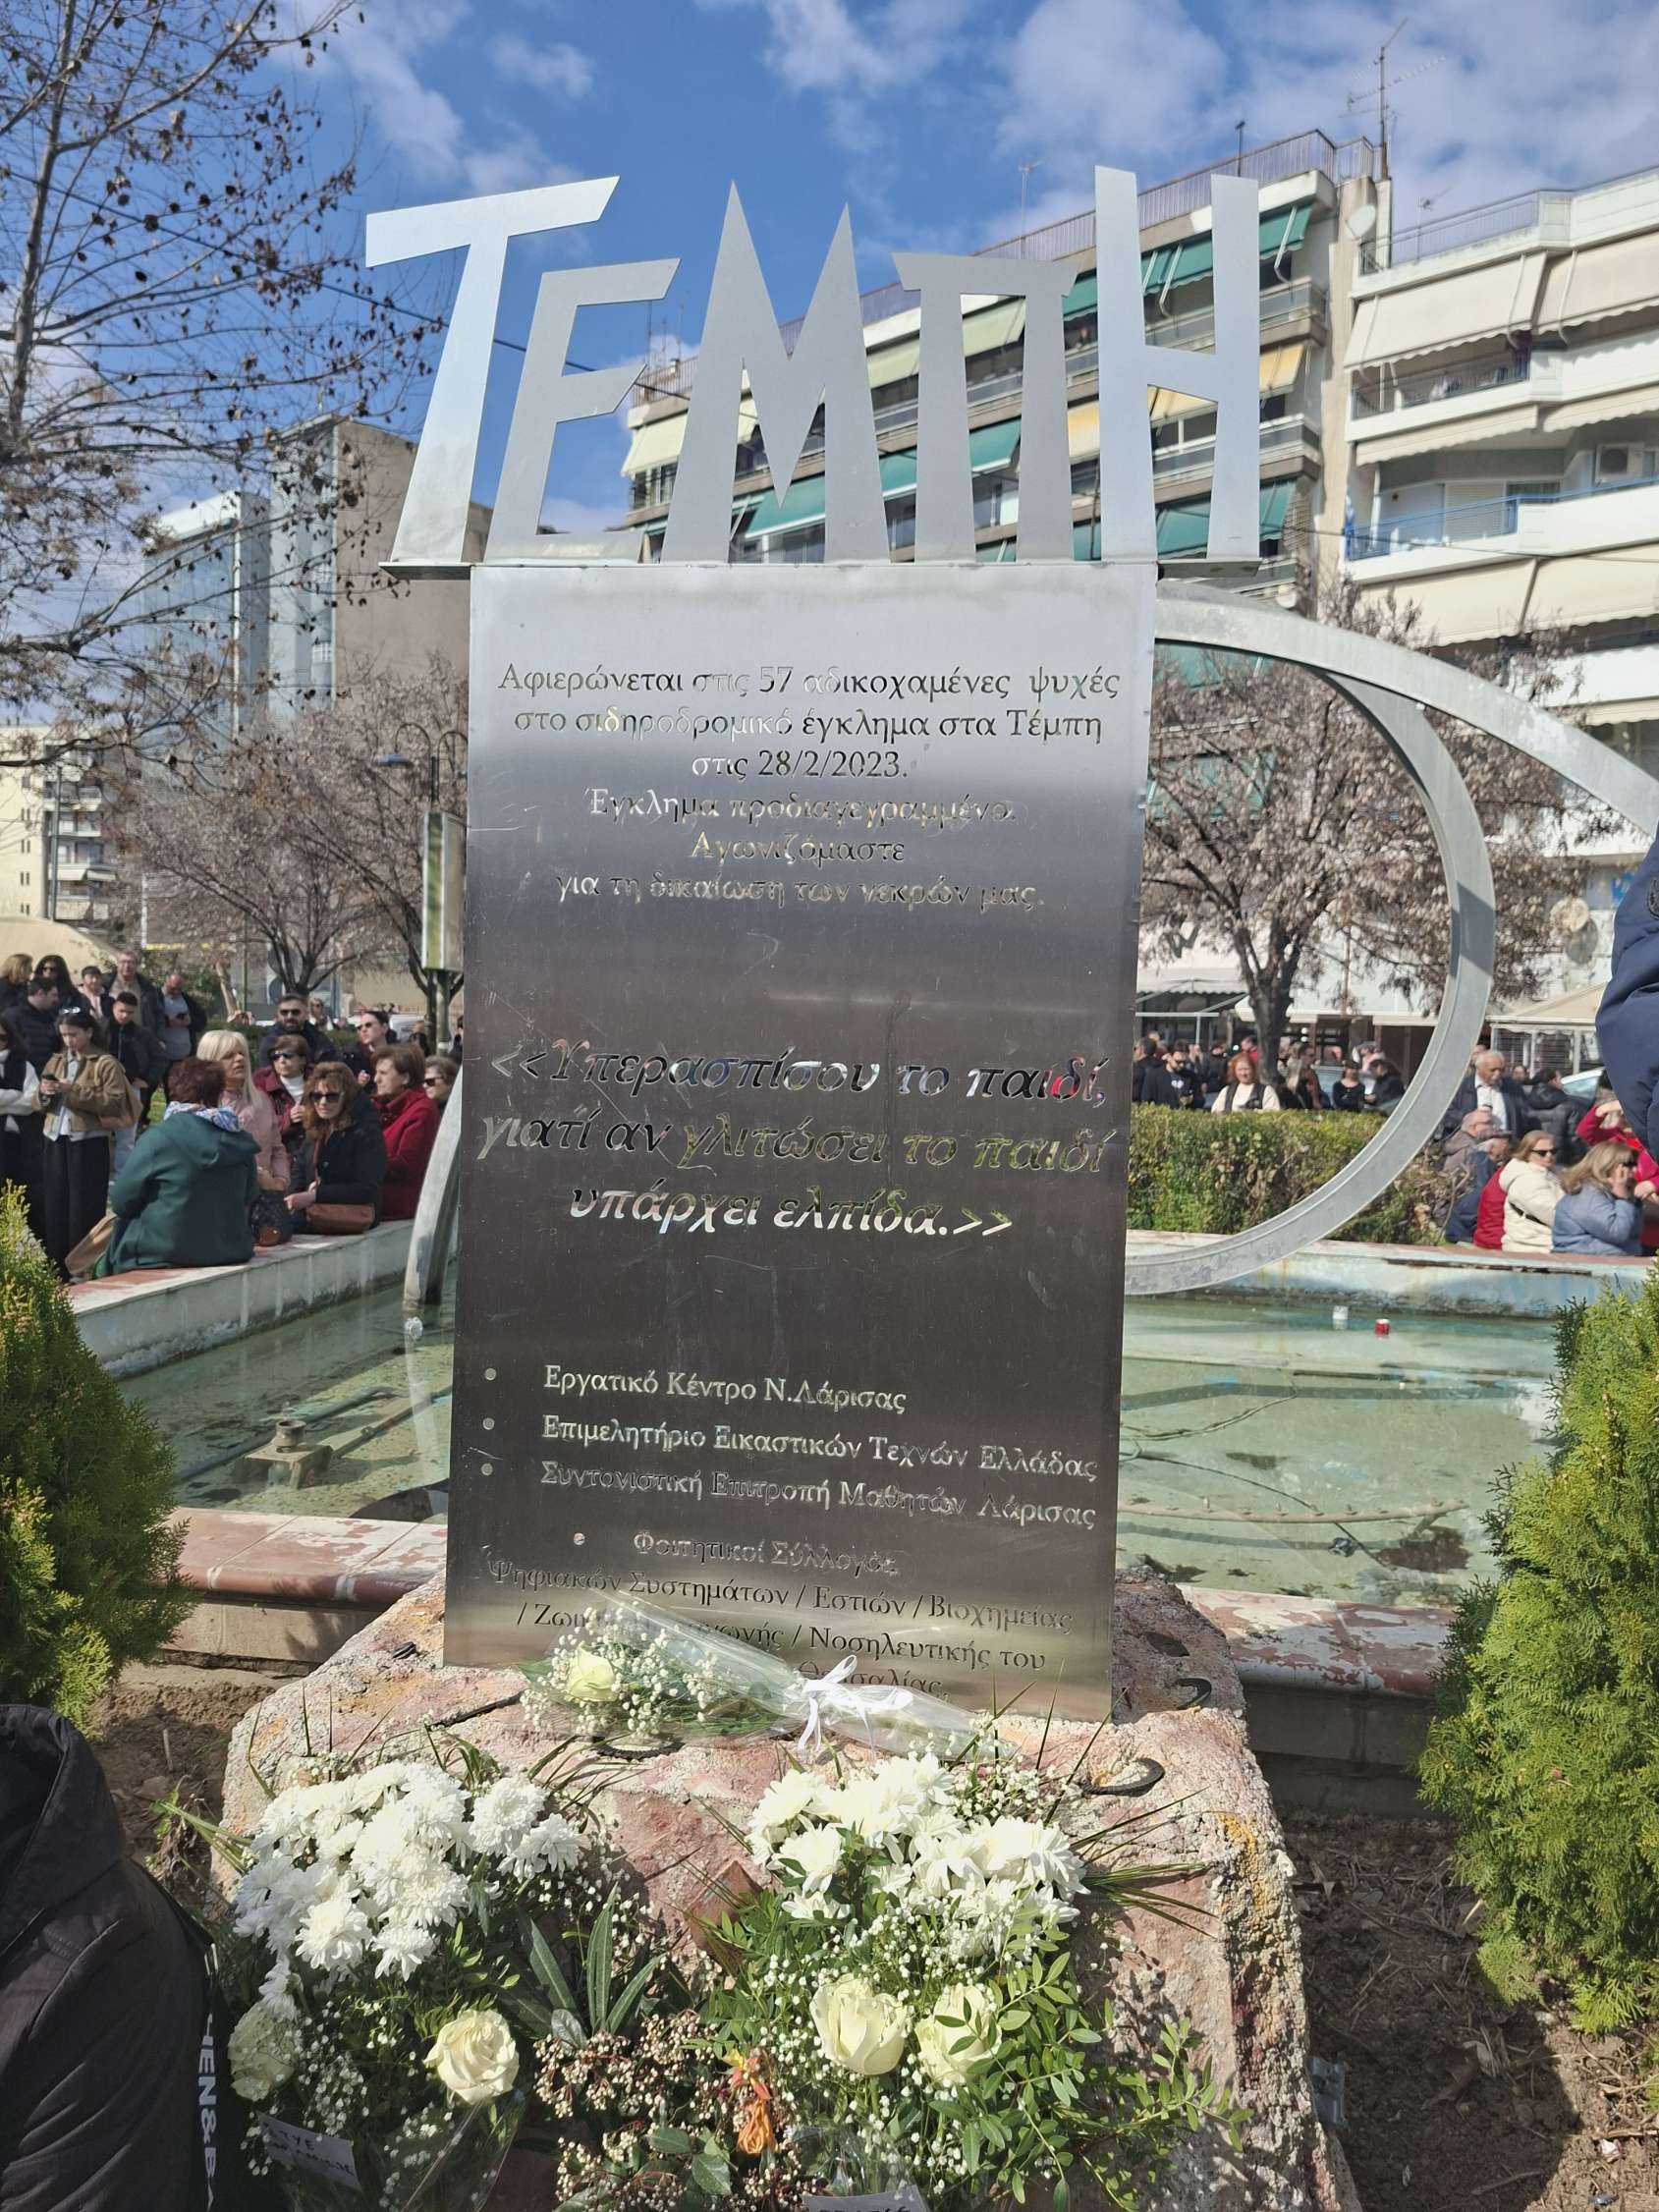 ΤΕΜΠΗ
Αφιερώνεται στις 57 αδικοχαμένες ψυχές
στο σιδηροδρομικό έγκλημα στα Τέμπη
στις 28/2/2023.
Έγκλημα προδιαγεγραμμένο.
Αγωνιζόμαστε
για τη δικαίωση των νεκρών μας.
<<Υπερασπίσου το παιδί,
γιατί αν γλιτώσει το παιδί
υπάρχει ελπίδα.>>
• Εργατικό Κέντρο Ν.Λάρισας
• Επιμελητήριο Εικαστικών Τεχνών Ελλάδας
• Συντονιστική Επιτροπή Μαθητών Λάρισας
• Φοιτητικοί Σύλλογοι
Ψηφιακών Συστημάτων / Εστιών / Βιοχημείας
/ / Νοσηλευτικής του